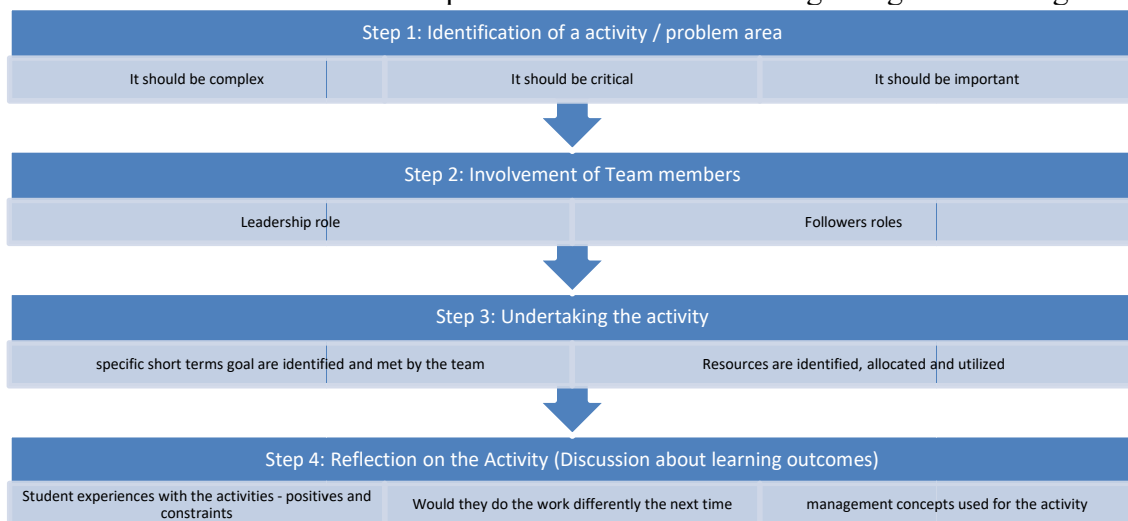 Step 1: Identification of a activity / problem area
It should be complex
It should be critical
It should be important
Step 2: Involvement of Team members
Leadership role
Followers roles
Step 3: Undertaking the activity
specific short terms goal are identified and met by the team
Resources are identified, allocated and utilized
Step 4: Reflection on the Activity (Discussion about learning outcomes)
Student experiences with the activities - positives and
constraints
Would they do the work differently the next time
management concepts used for the activity